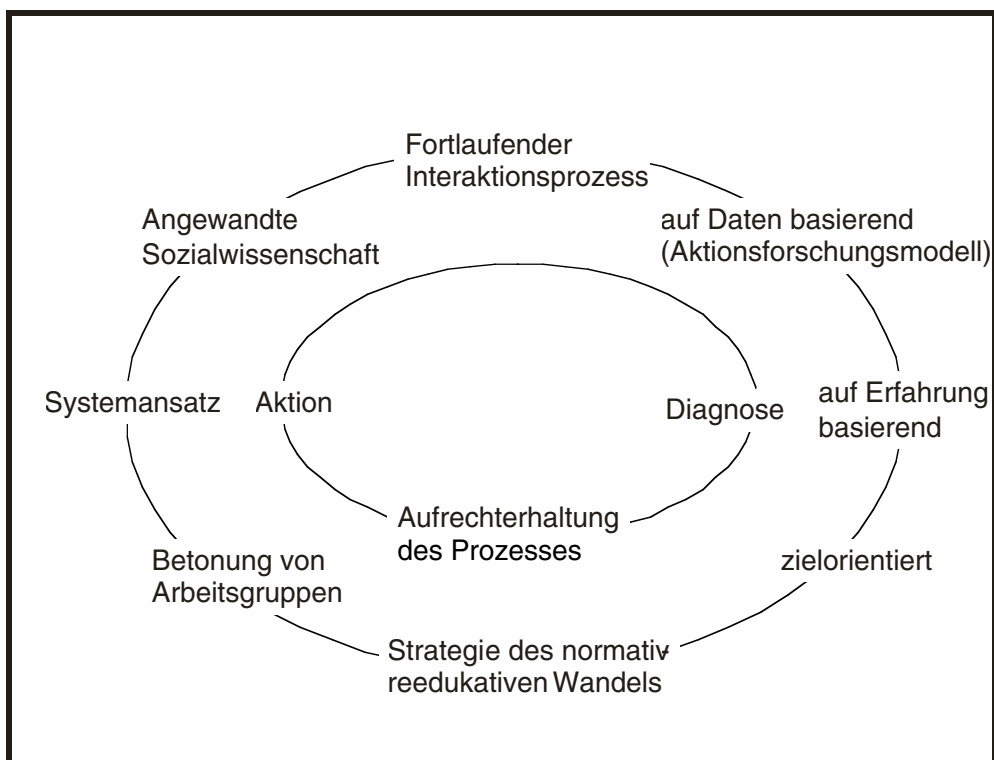 Fortlaufender
Interaktionsprozess
Angewandte
Sozialwissenschaft
auf Daten basierend
(Aktionsforschungsmodell)
Systemansatz
Aktion
Diagnose
auf Erfahrung
basierend
Aufrechterhaltung
des Prozesses
Betonung von
Arbeitsgruppen
zielorientiert
Strategie des normativ-
reedukativen Wandels